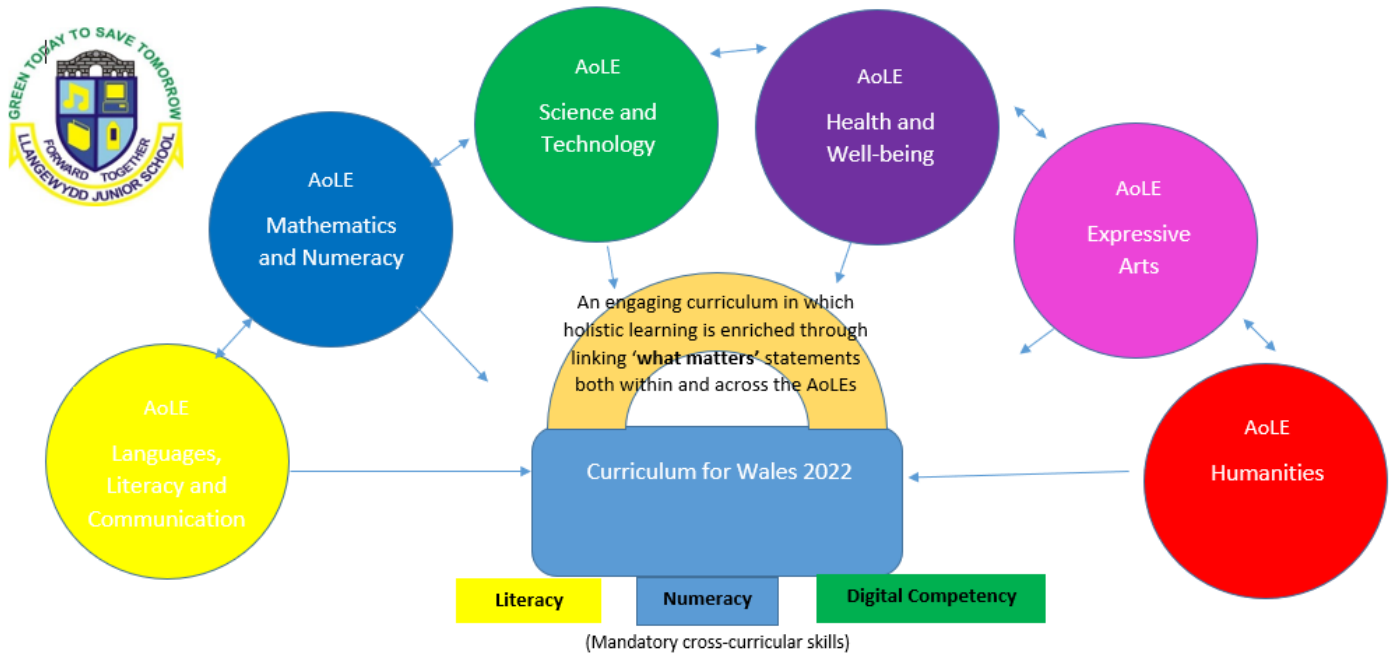 GREEN TODAY TO SAVE TOMORROW
FORWARD TOGETHER
LLANGEWYDD JUNIOR SCHOOL
AoLE
Languages,
Literacy and
Communication
AoLE
Mathematics
and Numeracy
AoLE
Science and
Technology
AoLE
Health and
Well-being
AoLE
Expressive
Arts
AoLE
Humanities
An engaging curriculum in which
holistic learning is enriched through
linking ‘what matters’ statements
both within and across the AoLEs
Curriculum for Wales 2022
Literacy
Numeracy
Digital Competency
(Mandatory cross-curricular skills)